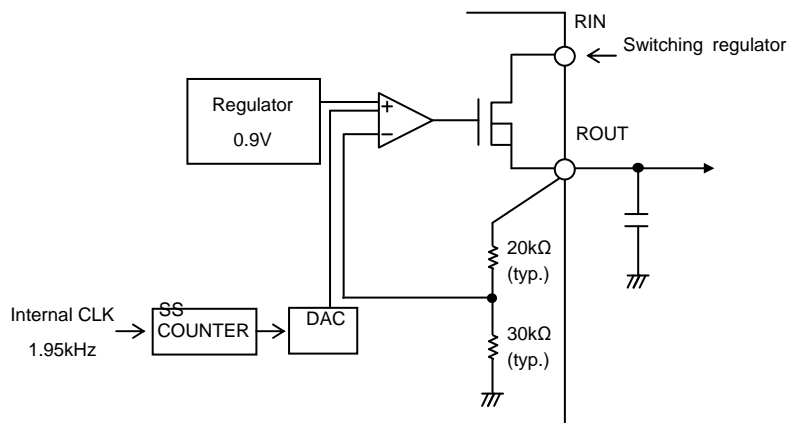 RIN
Switching regulator
Regulator
0.9V
+
−
ROUT
20kΩ
(typ.)
Internal CLK
1.95kHz
SS
COUNTER
DAC
30kΩ
(typ.)